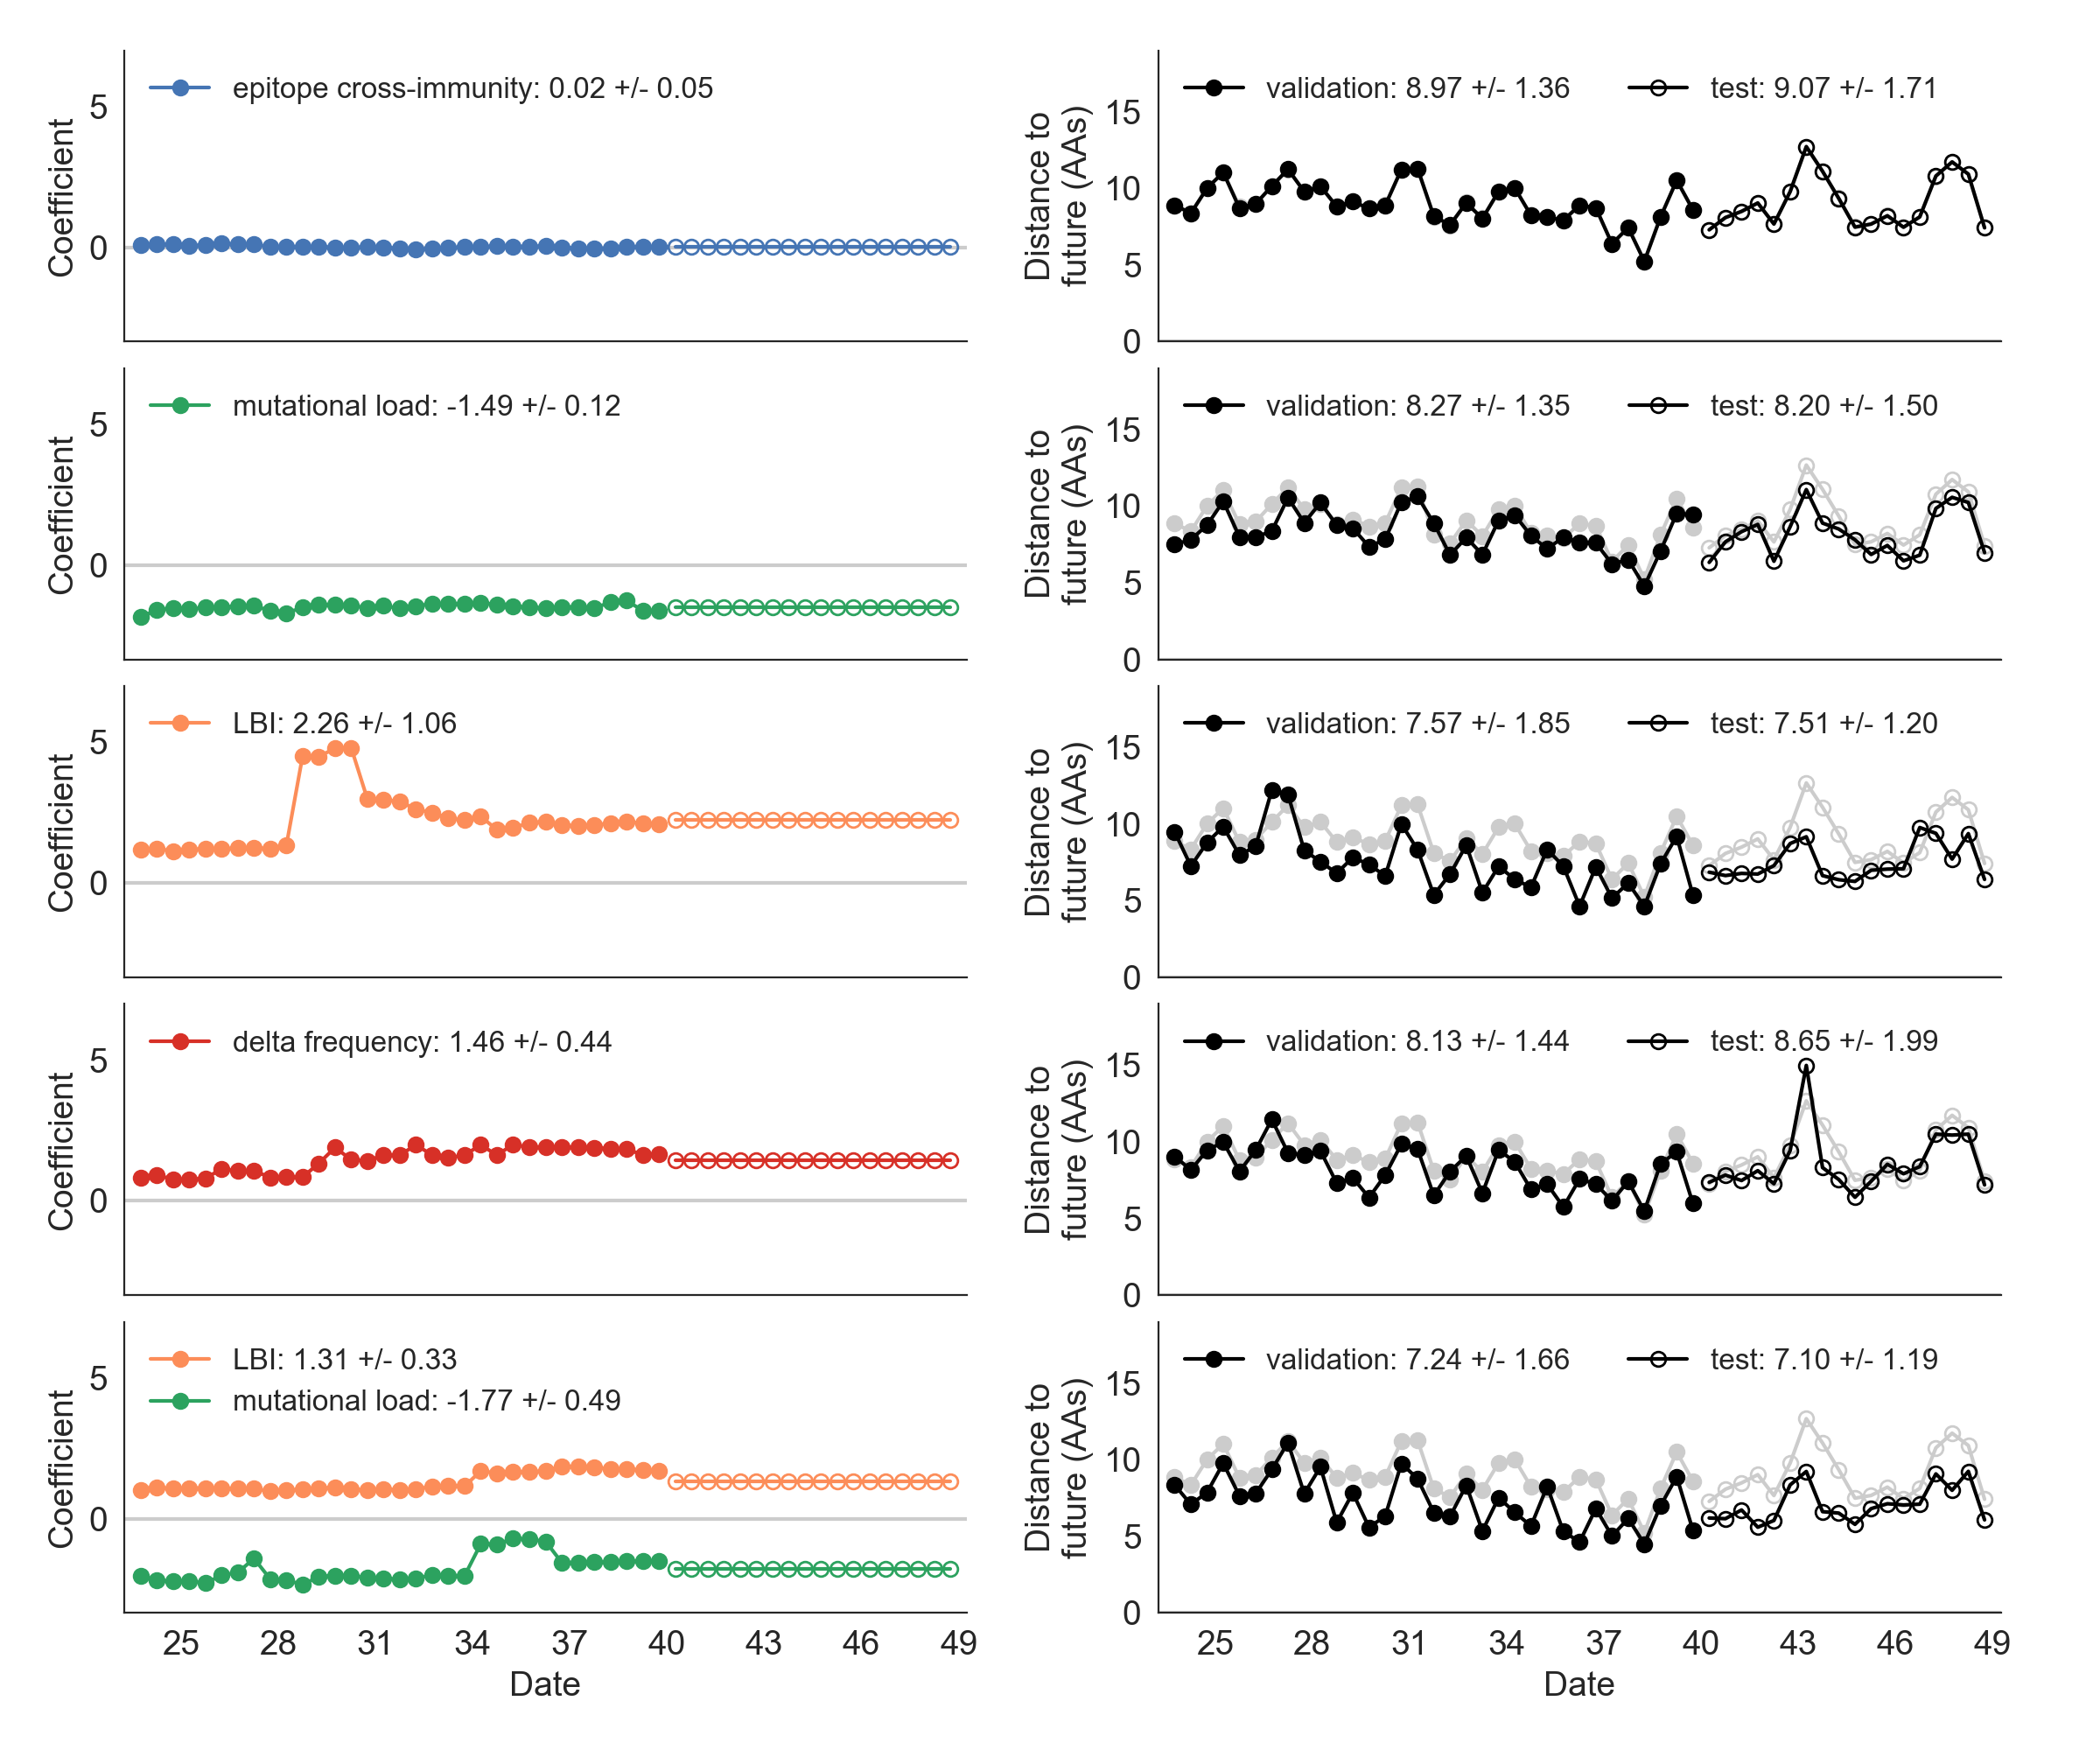 epitope cross-immunity: 0.02 +/- 0.05
5
0
Coefficient
validation: 8.97 +/- 1.36
test: 9.07 +/- 1.71
15
10
5
0
Distance to
future (AAs)
mutational load: -1.49 +/- 0.12
5
0
Coefficient
validation: 8.27 +/- 1.35
test: 8.20 +/- 1.50
15
10
5
0
Distance to
future (AAs)
LBI: 2.26 +/- 1.06
5
0
Coefficient
validation: 7.57 +/- 1.85
test: 7.51 +/- 1.20
15
10
5
0
Distance to
future (AAs)
delta frequency: 1.46 +/- 0.44
5
0
Coefficient
validation: 8.13 +/- 1.44
test: 8.65 +/- 1.99
15
10
5
0
Distance to
future (AAs)
LBI: 1.31 +/- 0.33
mutational load: -1.77 +/- 0.49
5
0
Coefficient
25 28 31 34 37 40 43 46 49
Date
validation: 7.24 +/- 1.66
test: 7.10 +/- 1.19
15
10
5
0
Distance to
future (AAs)
25 28 31 34 37 40 43 46 49
Date